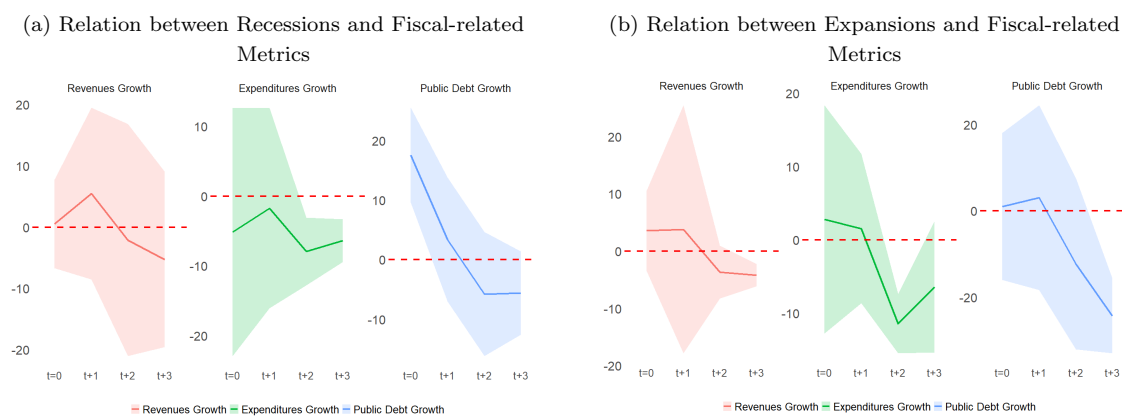 (a) Relation between Recessions and Fiscal-related
Metrics
Revenues Growth
Expenditures Growth
Public Debt Growth
20
10
0
-10
-20
10
0
-10
-20
20
10
0
-10
t=0 t+1 t+2 t+3
t=0 t+1 t+2 t+3
t=0 t+1 t+2 t+3
Revenues Growth Expenditures Growth Public Debt Growth
(b) Relation between Expansions and Fiscal-related
Metrics
Revenues Growth
Expenditures Growth
Public Debt Growth
20
10
0
-10
-20
20
10
0
-10
20
0
-20
t=0 t+1 t+2 t+3
t=0 t+1 t+2 t+3
t=0 t+1 t+2 t+3
Revenues Growth Expenditures Growth Public Debt Growth